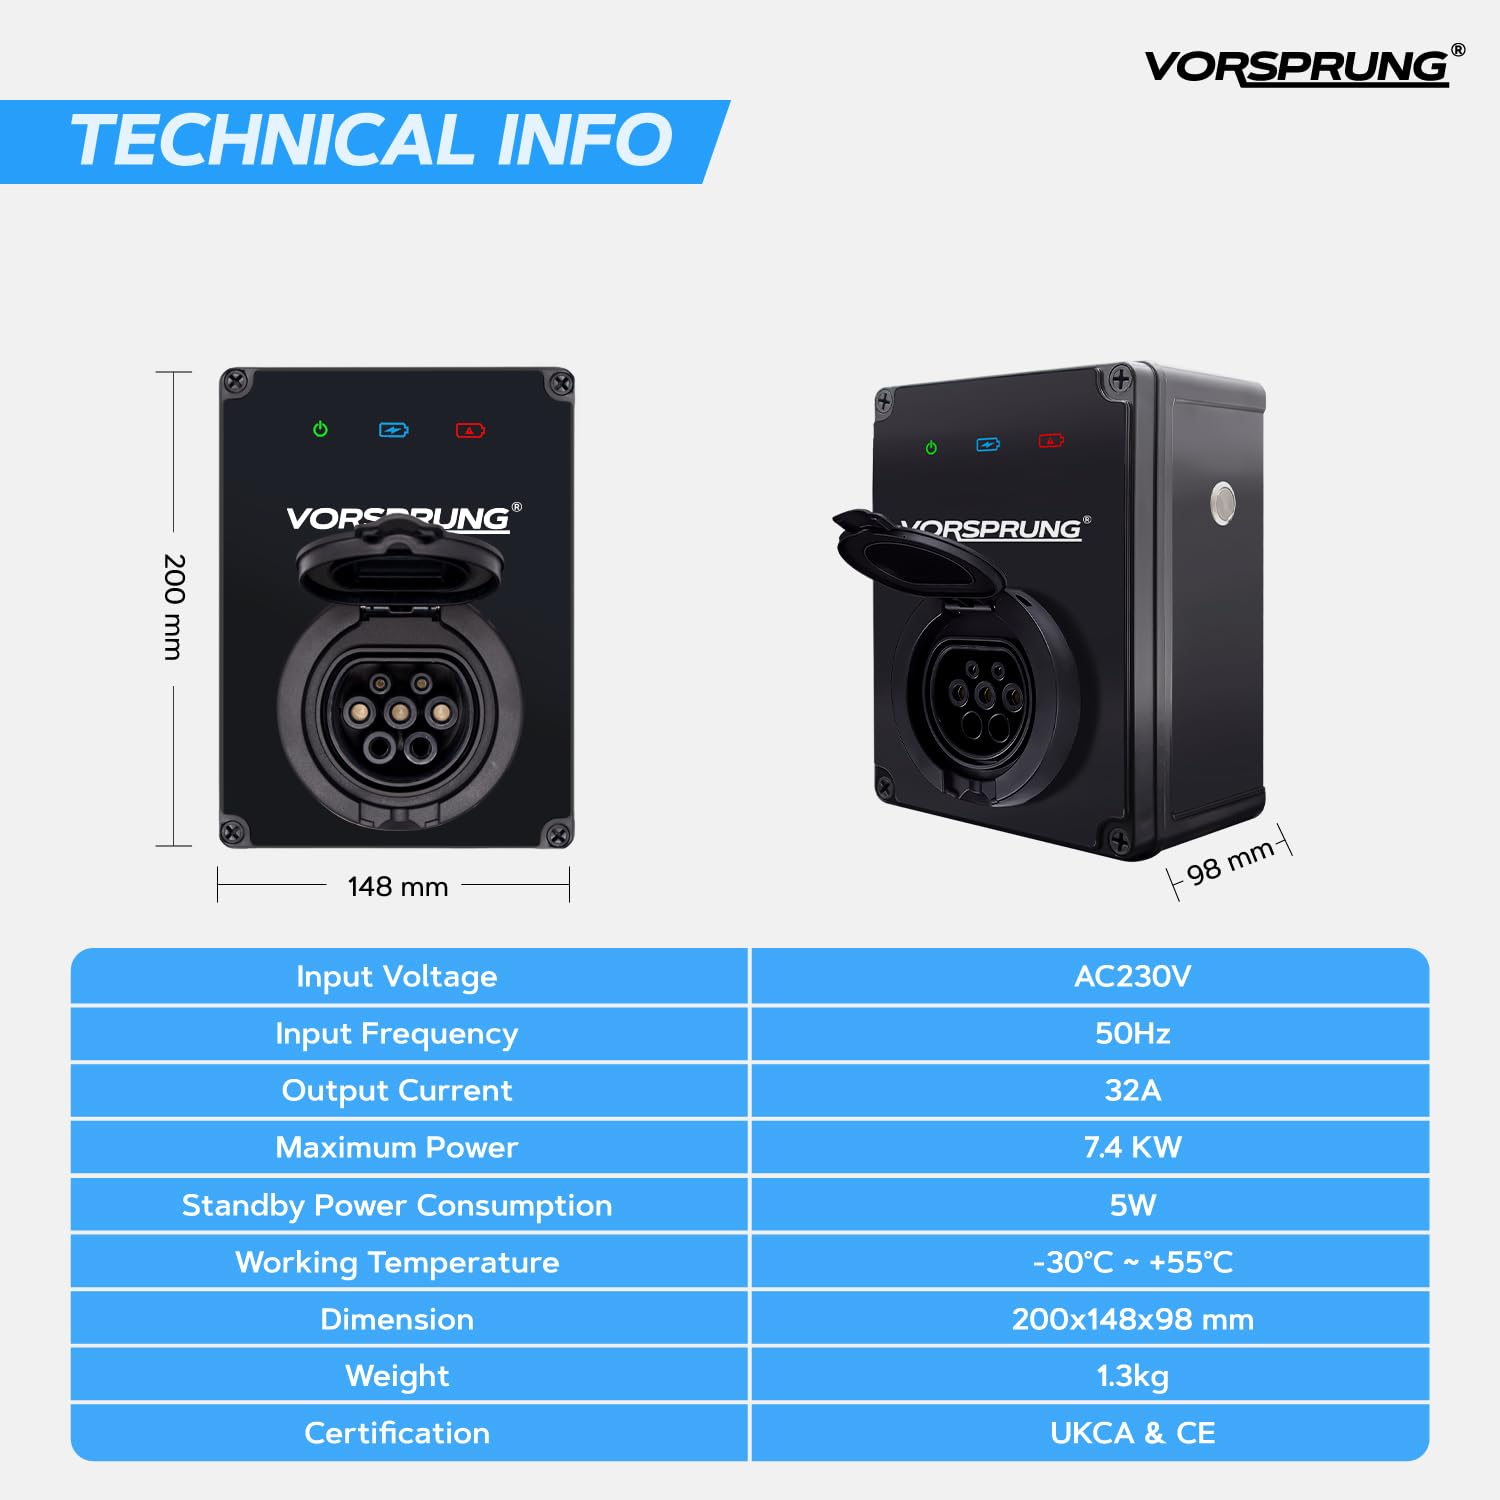 VORSPRUNG®
TECHNICAL INFO
VORSPRUNG®
VORSPRUNG®
200 mm
148 mm
98 mm
Input Voltage AC230V
Input Frequency 50Hz
Output Current 32A
Maximum Power 7.4 KW
Standby Power Consumption 5W
Working Temperature -30°C ~ +55°C
Dimension 200x148x98 mm
Weight 1.3kg
Certification UKCA & CE